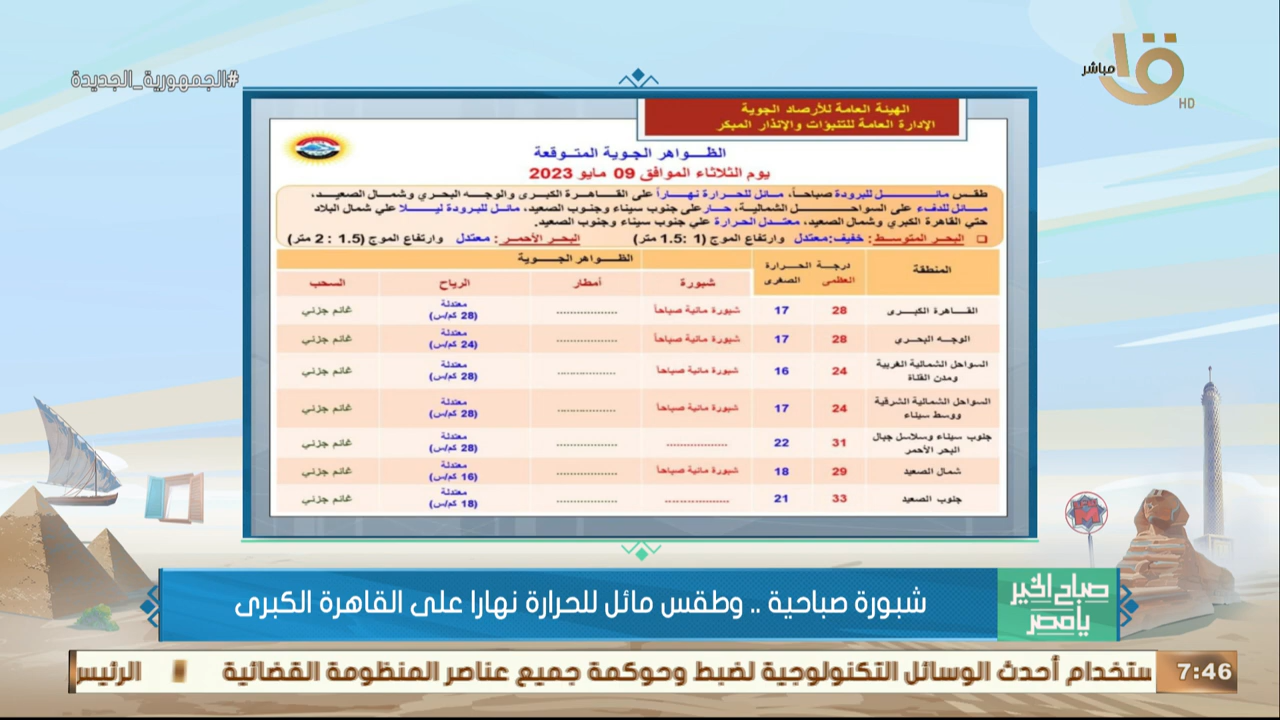 #الجمهورية_الجديدة
مباشر
HD
الهيئة العامة للأرصاد الجوية
الإدارة العامة للتنبؤات والإنذار المبكر
الظواهر الجوية المتوقعة
يوم الثلاثاء الموافق 09 مايو 2023
طقس مائل للبرودة صباحاً، مائل للحرارة نهاراً على القاهرة الكبرى والوجه البحري وشمال الصعيد،
مائل للدفء على السواحل الشمالية، حار على جنوب سيناء وجنوب الصعيد، مائل للبرودة ليلا علي شمال البلاد
حتي القاهرة الكبري وشمال الصعيد، معتدل الحرارة علي جنوب سيناء وجنوب الصعيد.
البحر المتوسط : خفيف:معتدل وارتفاع الموج (1 :1.5 متر) البحر الأحمر : معتدل وارتفاع الموج (1.5 : 2 متر)
المنطقة درجة الحرارة الظواهر الجوية
العظمى الصغرى شبورة أمطار الرياح السحب
القاهرة الكبرى 28 17 شبورة مائية صباحاً ................. معتدلة (28 كم/س) غائم جزئي
الوجه البحري 28 17 شبورة مائية صباحاً ................. معتدلة (24 كم/س) غائم جزئي
السواحل الشمالية الغربية ومدن القناة 24 16 شبورة مائية صباحاً ................. معتدلة (28 كم/س) غائم جزئي
السواحل الشمالية الشرقية ووسط سيناء 24 17 شبورة مائية صباحاً ................. معتدلة (28 كم/س) غائم جزئي
جنوب سيناء وسلاسل جبال البحر الأحمر 31 22 ................. ................. معتدلة (28 كم/س) غائم جزئي
شمال الصعيد 29 18 شبورة مائية صباحاً ................. معتدلة (16 كم/س) غائم جزئي
جنوب الصعيد 33 21 ................. ................. معتدلة (18 كم/س) غائم جزئي
صباح الخير
يا مصر
شبورة صباحية .. وطقس مائل للحرارة نهارا على القاهرة الكبرى
7:46 ستخدام أحدث الوسائل التكنولوجية لضبط وحوكمة جميع عناصر المنظومة القضائية الرئيس